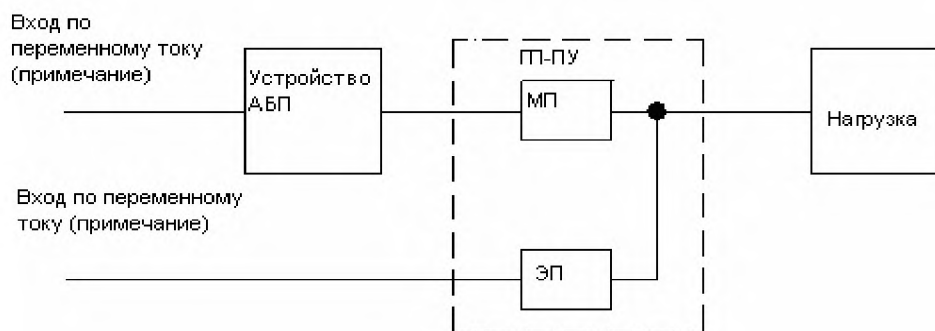 Вход по
переменному току
(примечание)
Устройство
АБП
ГП-ПУ
МП
Нагрузка
Вход по переменному
току (примечание)
ЭП